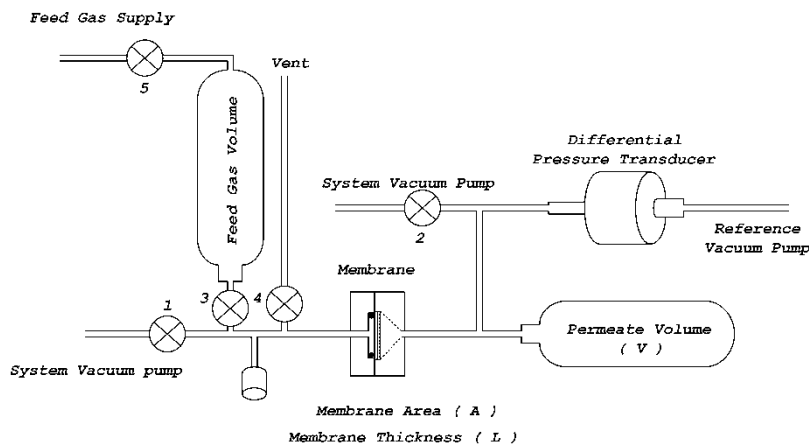 Feed Gas Supply
5
Vent
Feed Gas Volume
Differential
Pressure Transducer
System Vacuum Pump
2
Reference
Vacuum Pump
Membrane
1
3
4
System Vacuum pump
Permeate Volume
( V )
Membrane Area ( A )
Membrane Thickness ( L )